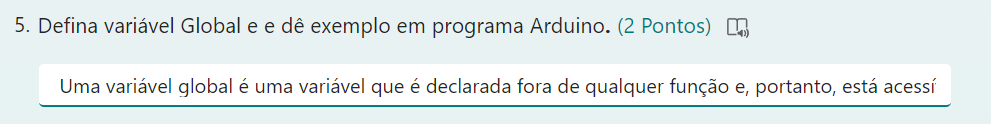 5. Defina variável Global e e dê exemplo em programa Arduino. (2 Pontos)
Uma variável global é uma variável que é declarada fora de qualquer função e, portanto, está acessí